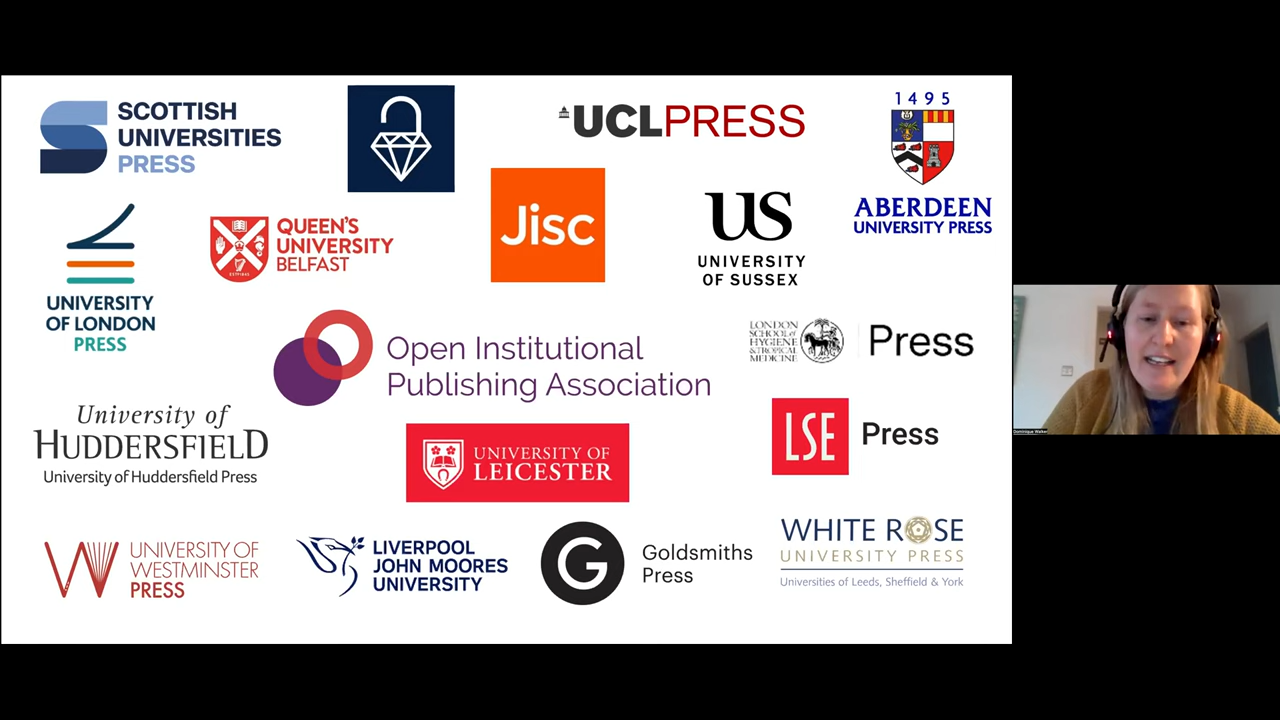 SCOTTISH
UNIVERSITIES
PRESS
UCLPRESS
1495
ABERDEEN
UNIVERSITY PRESS
Jisc
US
UNIVERSITY
OF SUSSEX
QUEEN'S
UNIVERSITY
BELFAST
UNIVERSITY
OF LONDON
PRESS
Open Institutional
Publishing Association
LONDON
SCHOOL of
HYGIENE
& TROPICAL
MEDICINE
Press
University of
HUDDERSFIELD
University of Huddersfield Press
UNIVERSITY OF
LEICESTER
LSE
Press
W
UNIVERSITY OF
WESTMINSTER
PRESS
LIVERPOOL
JOHN MOORES
UNIVERSITY
G
Goldsmiths
Press
WHITE ROSE
UNIVERSITY PRESS
Universities of Leeds, Sheffield & York
Dominique Walker